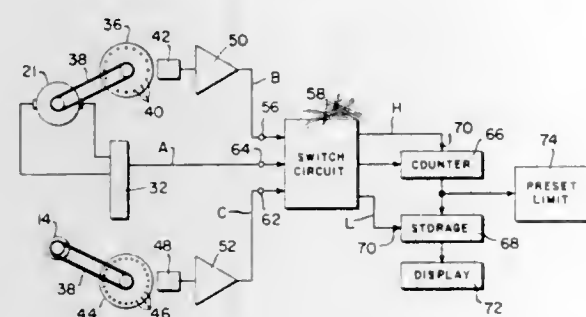 36
42
50
21
38
B
58
40
56
H
70
66
74
A
64
SWITCH
CIRCUIT
COUNTER
PRESET
LIMIT
32
62
14
48
52
C
L
70
STORAGE
68
38
44
46
DISPLAY
72